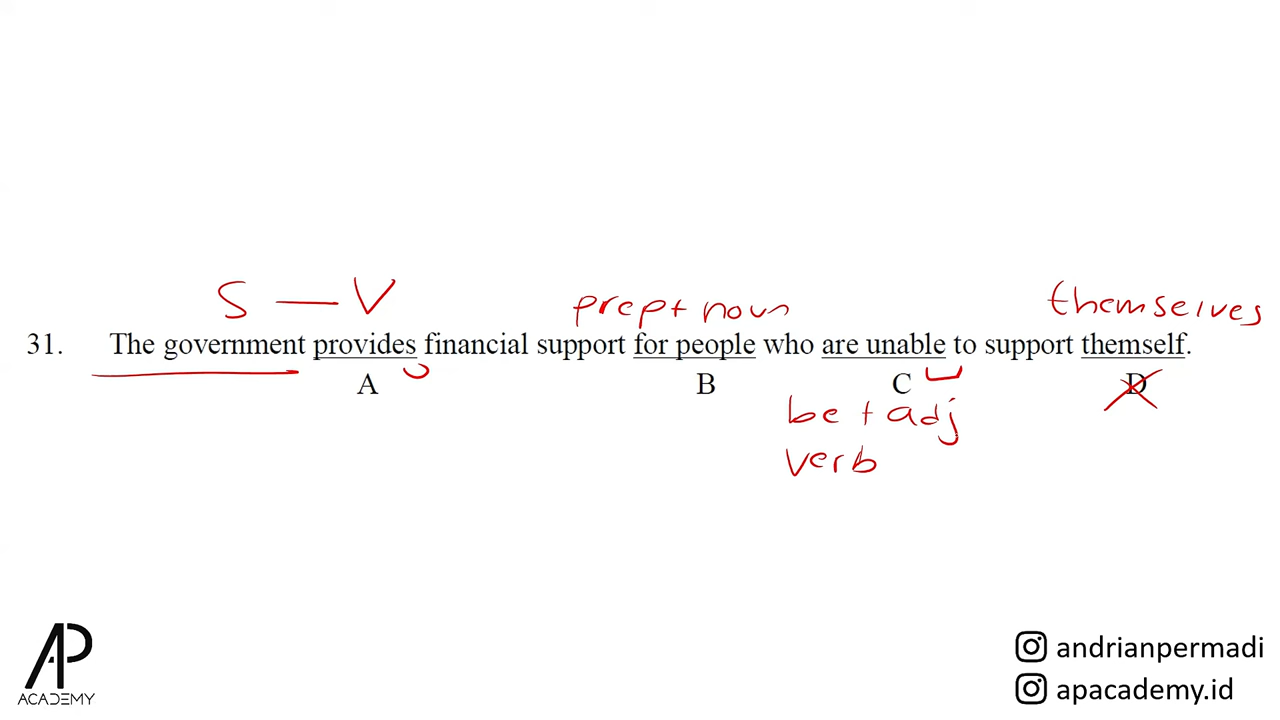 S — V
prep + noun
themselves
31. The government provides financial support for people who are unable to support themself.
A B C D
be + adj
verb
AP
ACADEMY
andrianpermadi
apacademy.id